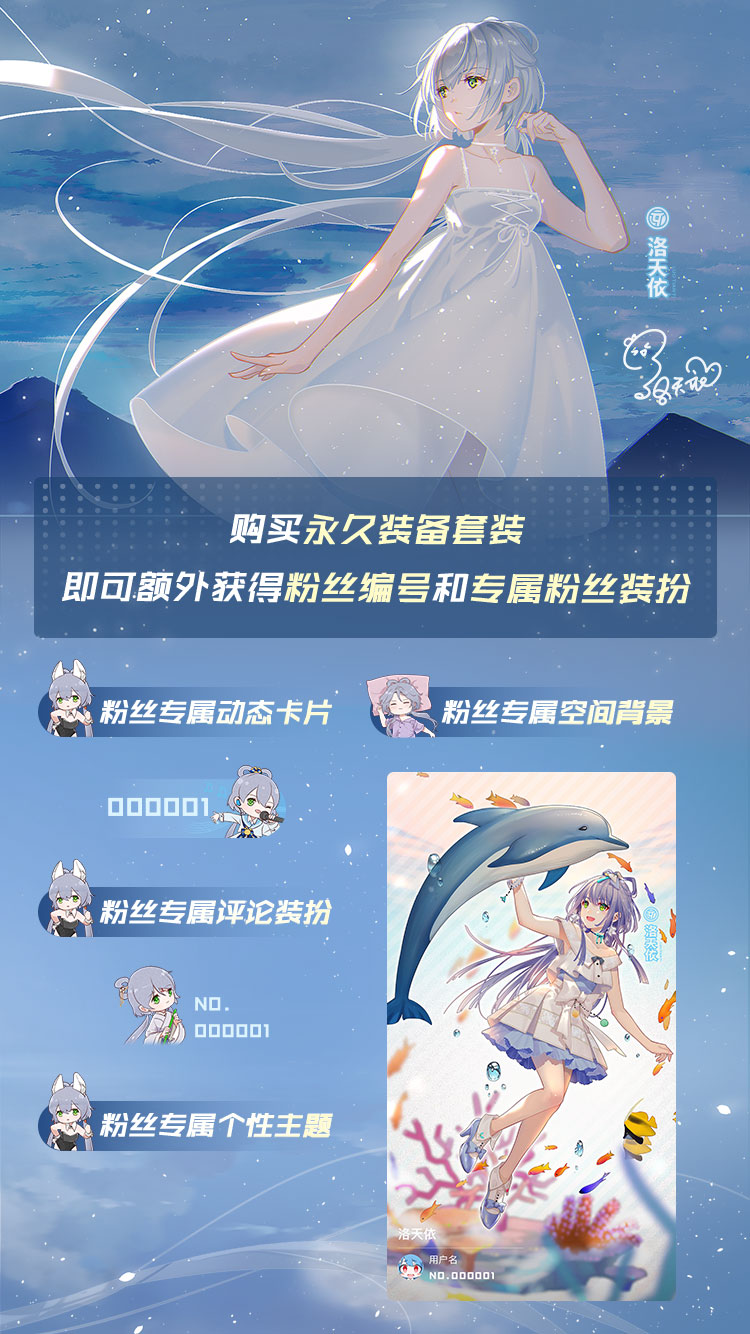 洛天依
洛天依
购买永久装备套装
即可额外获得粉丝编号和专属粉丝装扮
粉丝专属动态卡片
粉丝专属空间背景
000001
粉丝专属评论装扮
NO.
000001
粉丝专属个性主题
洛天依
洛天依
用户名
NO.000001